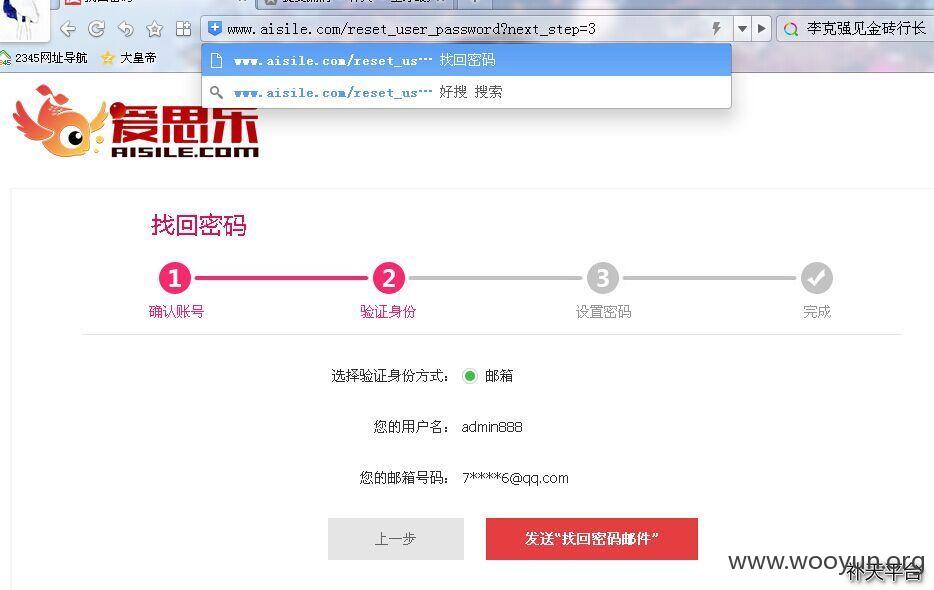 www.aisile.com/reset_user_password?next_step=3
李克强见金砖行长
2345网址导航
大皇帝
www.aisile.com/reset_us… 找回密码
www.aisile.com/reset_us… 好搜 搜索
爱思乐
AISILE.COM
找回密码
1
2
3
确认账号
验证身份
设置密码
完成
选择验证身份方式： 邮箱
您的用户名： admin888
您的邮箱号码： 7****6@qq.com
上一步
发送“找回密码邮件”
www.wooyun.org
补天平台